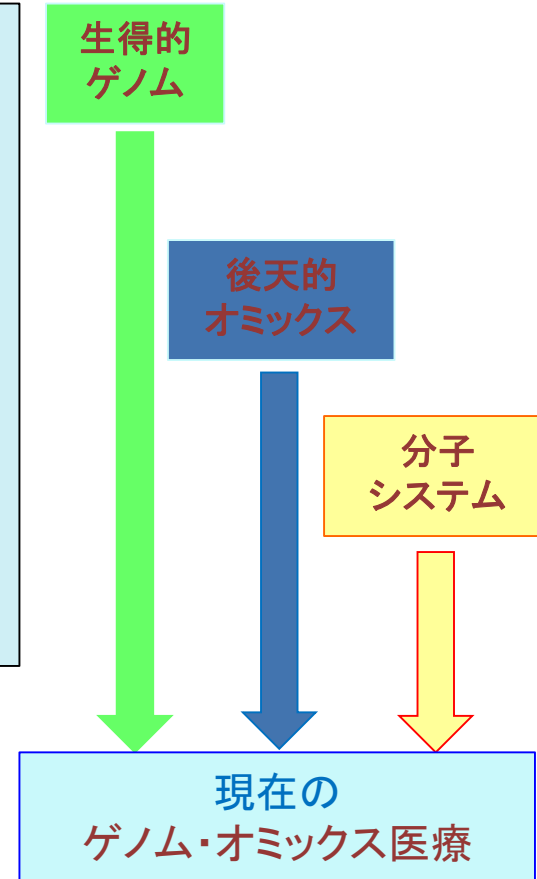 生得的
ゲノム
後天的
オミックス
分子
システム
現在の
ゲノム・オミックス医療